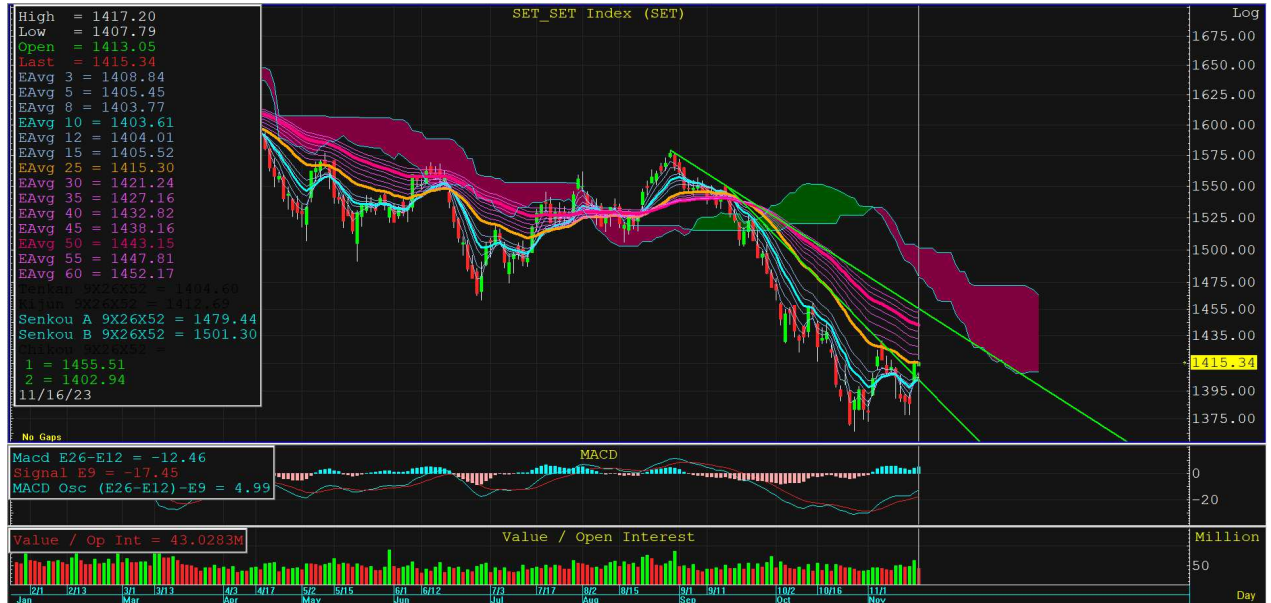 SET_SET Index (SET)
Log
High = 1417.20
Low = 1407.79
Open = 1413.05
Last = 1415.34
EAvg 3 = 1408.84
EAvg 5 = 1405.45
EAvg 8 = 1403.77
EAvg 10 = 1403.61
EAvg 12 = 1404.01
EAvg 15 = 1405.52
EAvg 25 = 1415.30
EAvg 30 = 1421.24
EAvg 35 = 1427.16
EAvg 40 = 1432.82
EAvg 45 = 1438.16
EAvg 50 = 1443.15
EAvg 55 = 1447.81
EAvg 60 = 1452.17
Tenkan 9X26X52 = 1404.60
Kijun 9X26X52 = 1412.69
Senkou A 9X26X52 = 1479.44
Senkou B 9X26X52 = 1501.30
Chikou 9X26X52 =
1 = 1455.51
2 = 1402.94
11/16/23
No Gaps
1675.00
1650.00
1625.00
1600.00
1575.00
1550.00
1525.00
1500.00
1475.00
1455.00
1435.00
1415.34
1395.00
1375.00
MACD
Macd E26-E12 = -12.46
Signal E9 = -17.45
MACD Osc (E26-E12)-E9 = 4.99
0
-20
Value / Open Interest
Million
Value / Op Int = 43.0283M
50
2/1 2/13 3/1 3/13 4/3 4/17 5/2 5/15 6/1 6/12 7/3 7/17 8/2 8/15 9/1 9/11 10/2 10/16 11/1
Jan Mar Apr May Jun Jul Aug Sep Oct Nov
Day